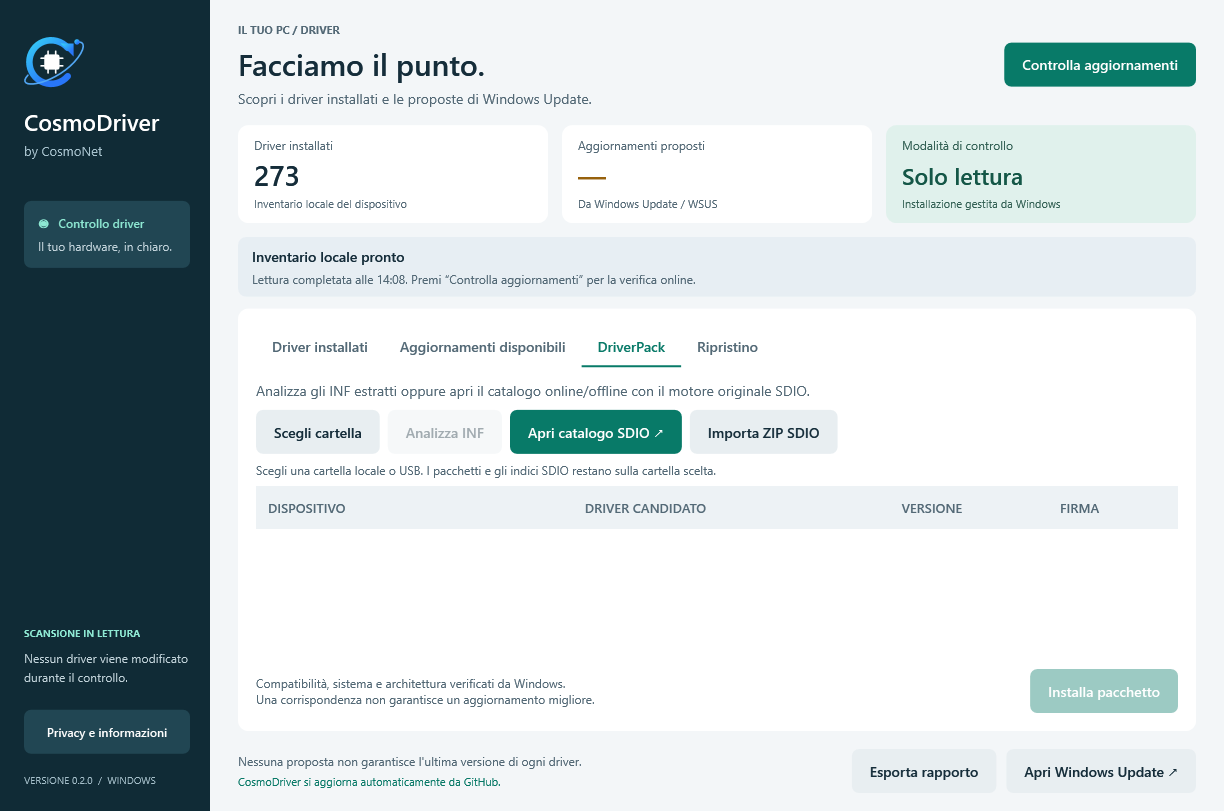 CosmoDriver
by CosmoNet
Controllo driver
Il tuo hardware, in chiaro.
SCANSIONE IN LETTURA
Nessun driver viene modificato
durante il controllo.
Privacy e informazioni
VERSIONE 0.2.0 / WINDOWS
IL TUO PC / DRIVER
Facciamo il punto.
Scopri i driver installati e le proposte di Windows Update.
Controlla aggiornamenti
Driver installati
273
Inventario locale del dispositivo
Aggiornamenti proposti
—
Da Windows Update / WSUS
Modalità di controllo
Solo lettura
Installazione gestita da Windows
Inventario locale pronto
Lettura completata alle 14:08. Premi “Controlla aggiornamenti” per la verifica online.
Driver installati Aggiornamenti disponibili DriverPack Ripristino
Analizza gli INF estratti oppure apri il catalogo online/offline con il motore originale SDIO.
Scegli cartella Analizza INF Apri catalogo SDIO ↗ Importa ZIP SDIO
Scegli una cartella locale o USB. I pacchetti e gli indici SDIO restano sulla cartella scelta.
DISPOSITIVO DRIVER CANDIDATO VERSIONE FIRMA
Compatibilità, sistema e architettura verificati da Windows.
Una corrispondenza non garantisce un aggiornamento migliore.
Installa pacchetto
Nessuna proposta non garantisce l'ultima versione di ogni driver.
CosmoDriver si aggiorna automaticamente da GitHub.
Esporta rapporto Apri Windows Update ↗